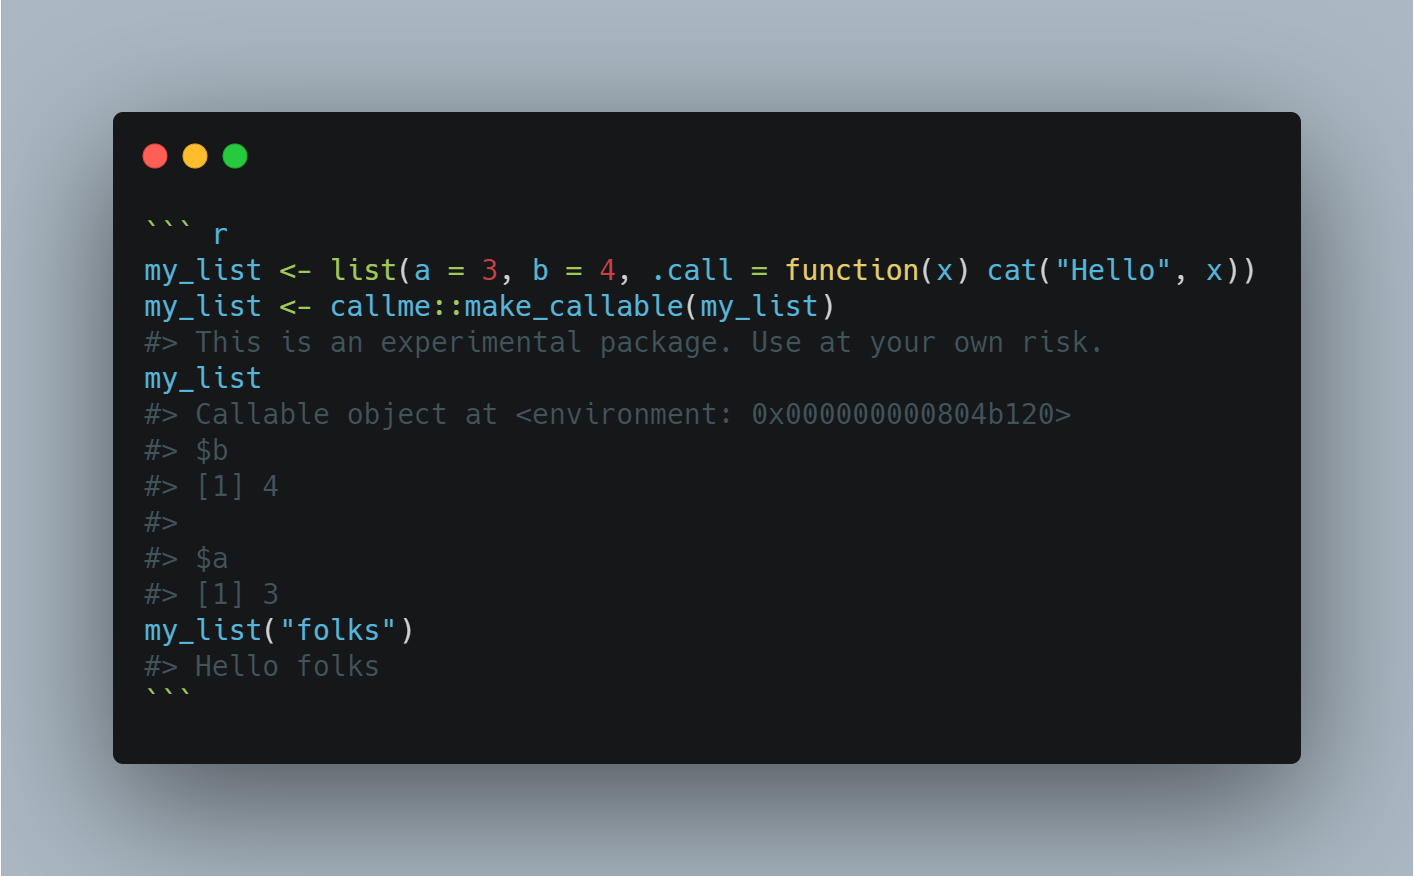 ``` r
my_list <- list(a = 3, b = 4, .call = function(x) cat("Hello", x))
my_list <- callme::make_callable(my_list)
#> This is an experimental package. Use at your own risk.
my_list
#> Callable object at <environment: 0x000000000804b120>
#> $b
#> [1] 4
#>
#> $a
#> [1] 3
my_list("folks")
#> Hello folks
```